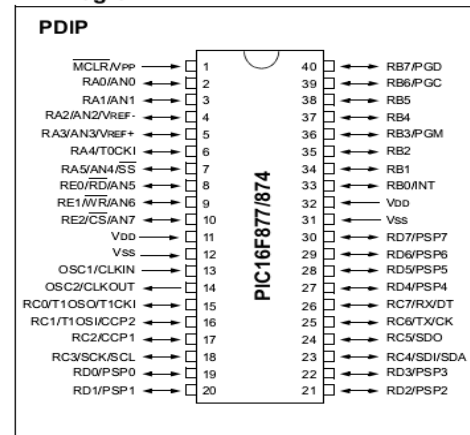 PDIP
MCLR/VPP 1
RA0/AN0 2
RA1/AN1 3
RA2/AN2/VREF- 4
RA3/AN3/VREF+ 5
RA4/T0CKI 6
RA5/AN4/SS 7
RE0/RD/AN5 8
RE1/WR/AN6 9
RE2/CS/AN7 10
VDD 11
VSS 12
OSC1/CLKIN 13
OSC2/CLKOUT 14
RC0/T1OSO/T1CKI 15
RC1/T1OSI/CCP2 16
RC2/CCP1 17
RC3/SCK/SCL 18
RD0/PSP0 19
RD1/PSP1 20
PIC16F877/874
40 RB7/PGD
39 RB6/PGC
38 RB5
37 RB4
36 RB3/PGM
35 RB2
34 RB1
33 RB0/INT
32 VDD
31 VSS
30 RD7/PSP7
29 RD6/PSP6
28 RD5/PSP5
27 RD4/PSP4
26 RC7/RX/DT
25 RC6/TX/CK
24 RC5/SDO
23 RC4/SDI/SDA
22 RD3/PSP3
21 RD2/PSP2